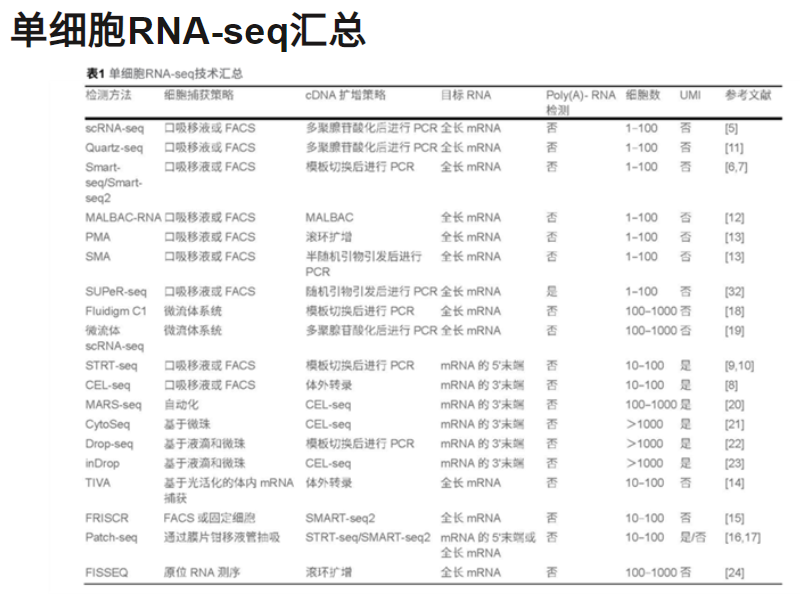 单细胞RNA-seq汇总
表1 单细胞RNA-seq技术汇总
检测方法 细胞捕获策略 cDNA 扩增策略 目标 RNA Poly(A)- RNA 细胞数 UMI 参考文献
检测
scRNA-seq 口吸移液或 FACS 多聚腺苷酸化后进行 PCR 全长 mRNA 否 1–100 否 [5]
Quartz-seq 口吸移液或 FACS 多聚腺苷酸化后进行 PCR 全长 mRNA 否 1–100 否 [11]
Smart- 口吸移液或 FACS 模板切换后进行 PCR 全长 mRNA 否 1–100 否 [6,7]
seq/Smart-
seq2
MALBAC-RNA 口吸移液或 FACS MALBAC 全长 mRNA 否 1–100 否 [12]
PMA 口吸移液或 FACS 滚环扩增 全长 mRNA 否 1–100 否 [13]
SMA 口吸移液或 FACS 半随机引物引发后进行 全长 mRNA 否 1–100 否 [13]
PCR
SUPeR-seq 口吸移液或 FACS 随机引物引发后进行 PCR 全长 mRNA 是 1–100 否 [32]
Fluidigm C1 微流体系统 模板切换后进行 PCR 全长 mRNA 否 100–1000 否 [18]
微流体 微流体系统 多聚腺苷酸化后进行 PCR 全长 mRNA 否 100–1000 否 [19]
scRNA-seq
STRT-seq 口吸移液或 FACS 模板切换后进行 PCR mRNA 的 5'末端 否 10–100 是 [9,10]
CEL-seq 口吸移液或 FACS 体外转录 mRNA 的 3'末端 否 10–100 是 [8]
MARS-seq 自动化 CEL-seq mRNA 的 3'末端 否 100–1000 是 [20]
CytoSeq 基于微珠 CEL-seq mRNA 的 3'末端 否 >1000 是 [21]
Drop-seq 基于液滴和微珠 模板切换后进行 PCR mRNA 的 3'末端 否 >1000 是 [22]
inDrop 基于液滴和微珠 CEL-seq mRNA 的 3'末端 否 >1000 是 [23]
TIVA 基于光活化的体内 mRNA 体外转录 全长 mRNA 否 10–100 否 [14]
捕获
FRISCR FACS 或固定细胞 SMART-seq2 全长 mRNA 否 10–100 否 [15]
Patch-seq 通过膜片钳移液管抽吸 STRT-seq/SMART-seq2 mRNA 的 5'末端或 否 10–100 是/否 [16,17]
全长 mRNA
FISSEQ 原位 RNA 测序 滚环扩增 全长 mRNA 否 100–1000 否 [24]